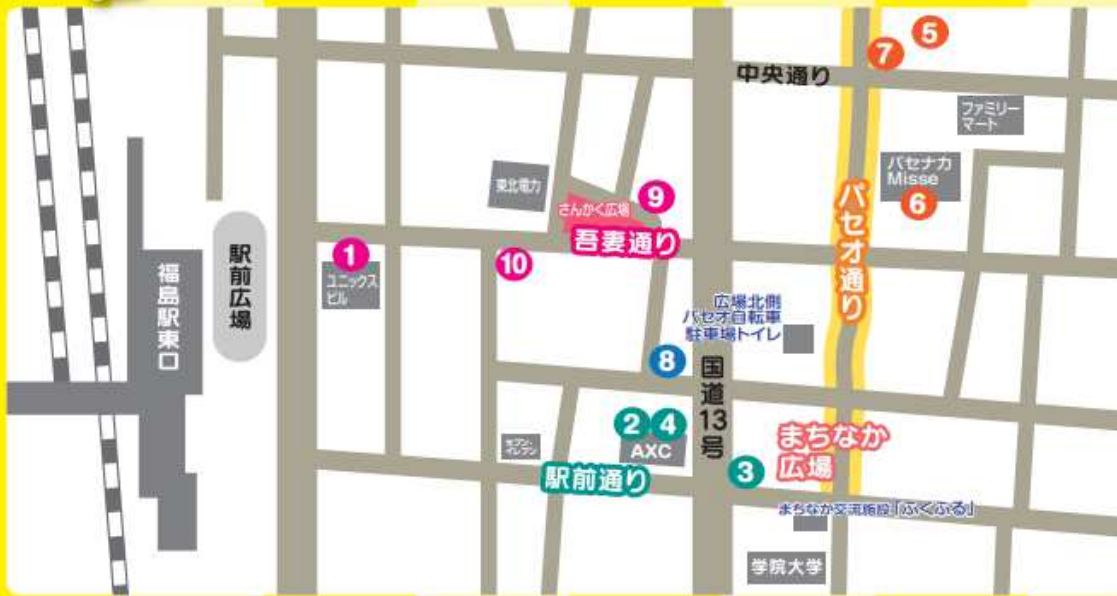 5
7
中央通り
ファミリー
マート
パセナカ
Misse
6
東北電力
さんかく広場
9
吾妻通り
パセオ通り
1
ユニックス
ビル
10
駅前広場
福島駅東口
広場北側
パセオ自転車
駐車場トイレ
8
国道13号
2
4
AXC
セブン-
イレブン
駅前通り
3
まちなか
広場
まちなか交流施設「ふくふる」
学院大学